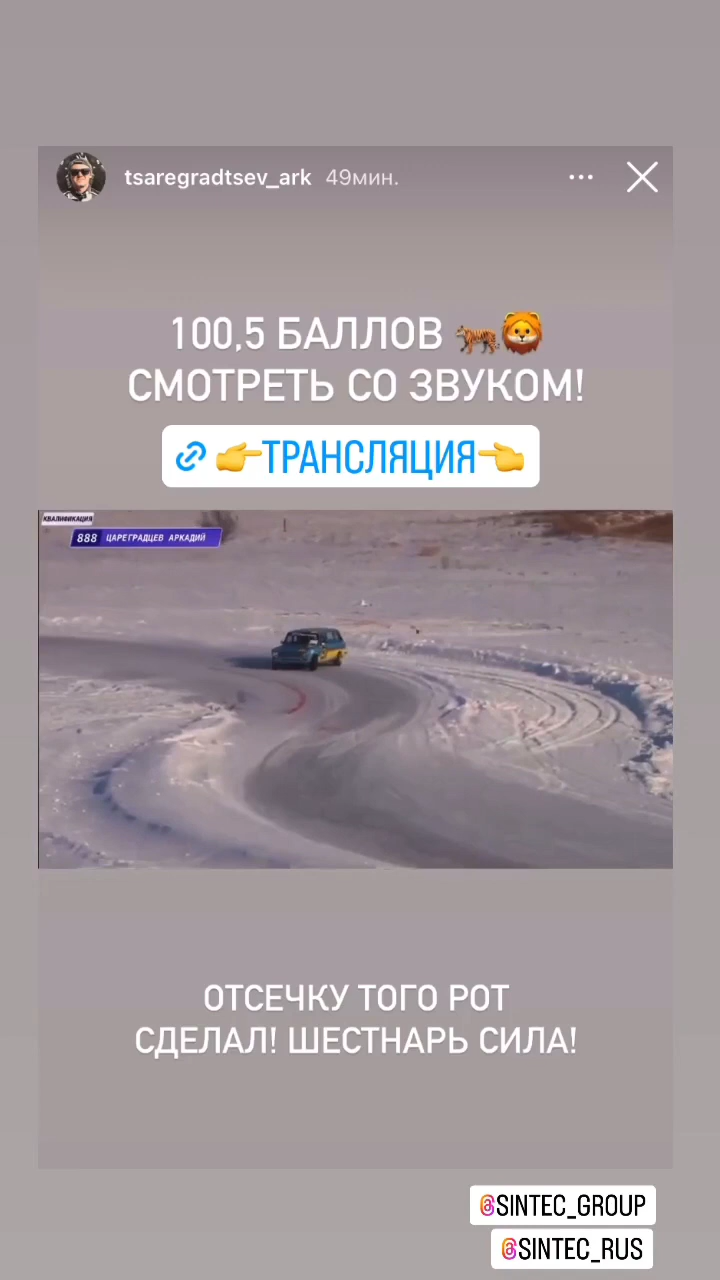 tsaregradtsev_ark 49мин.
100,5 БАЛЛОВ
СМОТРЕТЬ СО ЗВУКОМ!
ТРАНСЛЯЦИЯ
КВАЛИФИКАЦИЯ
888 ЦАРЕГРАДЦЕВ АРКАДИЙ
ОТСЕЧКУ ТОГО РОТ
СДЕЛАЛ! ШЕСТНАРЬ СИЛА!
@SINTEC_GROUP
@SINTEC_RUS